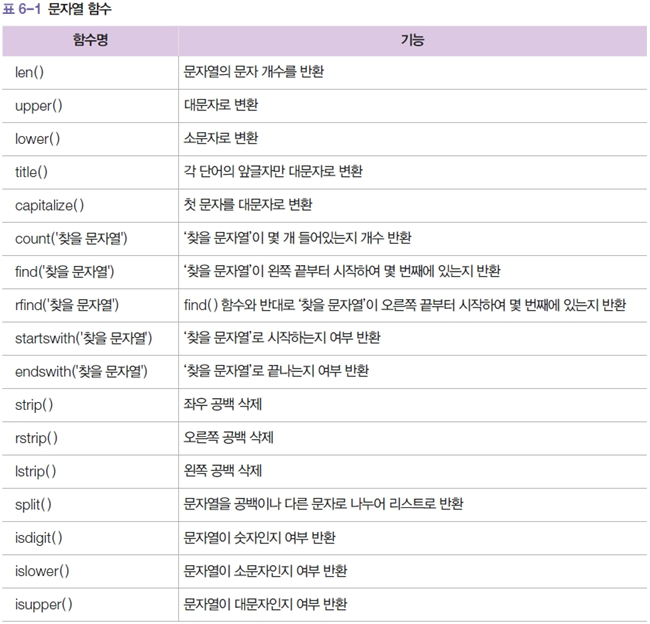 표 6-1 문자열 함수
함수명 기능
len( ) 문자열의 문자 개수를 반환
upper( ) 대문자로 변환
lower( ) 소문자로 변환
title( ) 각 단어의 앞글자만 대문자로 변환
capitalize( ) 첫 문자를 대문자로 변환
count('찾을 문자열') ‘찾을 문자열’이 몇 개 들어있는지 개수 반환
find('찾을 문자열') ‘찾을 문자열’이 왼쪽 끝부터 시작하여 몇 번째에 있는지 반환
rfind('찾을 문자열') find( ) 함수와 반대로 ‘찾을 문자열’이 오른쪽 끝부터 시작하여 몇 번째에 있는지 반환
startswith('찾을 문자열') ‘찾을 문자열’로 시작하는지 여부 반환
endswith('찾을 문자열') ‘찾을 문자열’로 끝나는지 여부 반환
strip( ) 좌우 공백 삭제
rstrip( ) 오른쪽 공백 삭제
lstrip( ) 왼쪽 공백 삭제
split( ) 문자열을 공백이나 다른 문자로 나누어 리스트로 반환
isdigit( ) 문자열이 숫자인지 여부 반환
islower( ) 문자열이 소문자인지 여부 반환
isupper( ) 문자열이 대문자인지 여부 반환